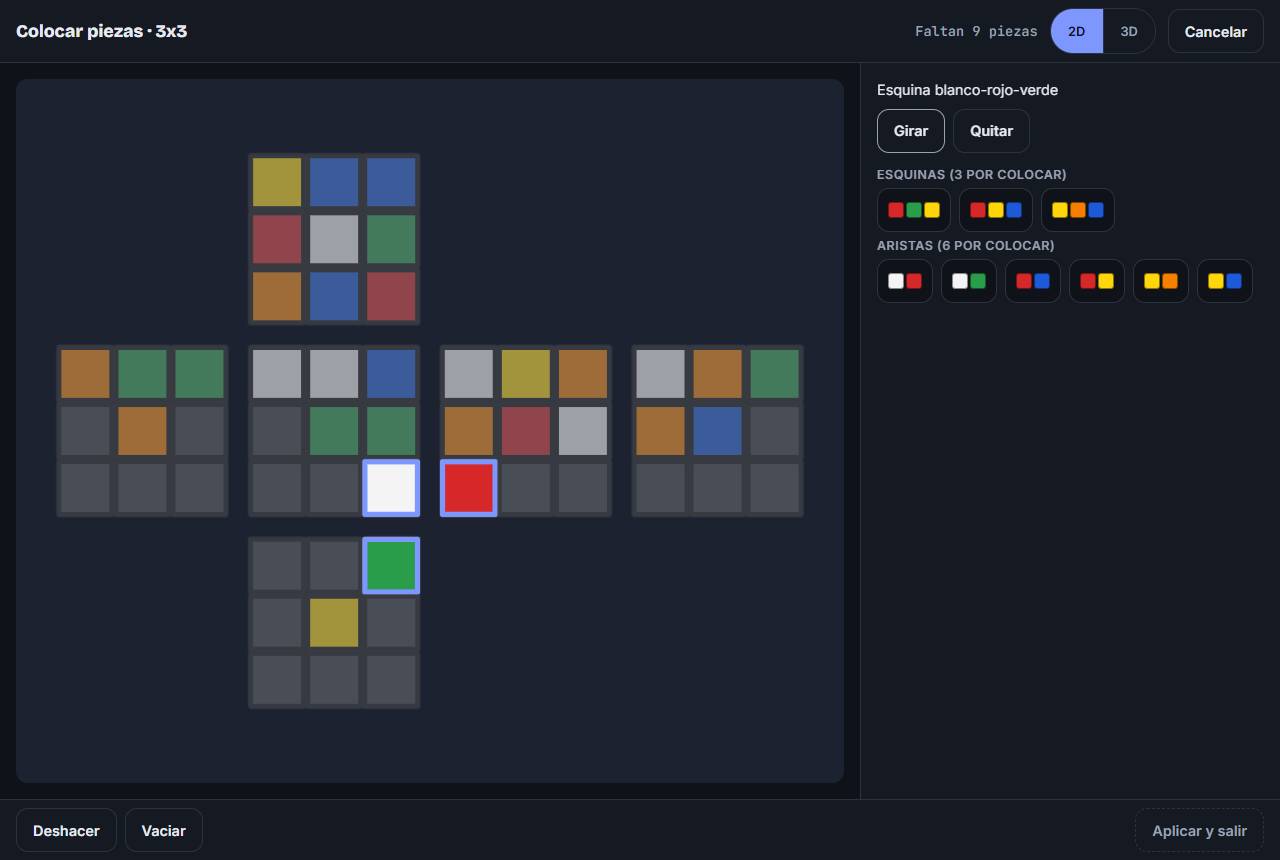 Colocar piezas · 3x3
Faltan 9 piezas
2D
3D
Cancelar
Esquina blanco-rojo-verde
Girar
Quitar
ESQUINAS (3 POR COLOCAR)
ARISTAS (6 POR COLOCAR)
Deshacer
Vaciar
Aplicar y salir